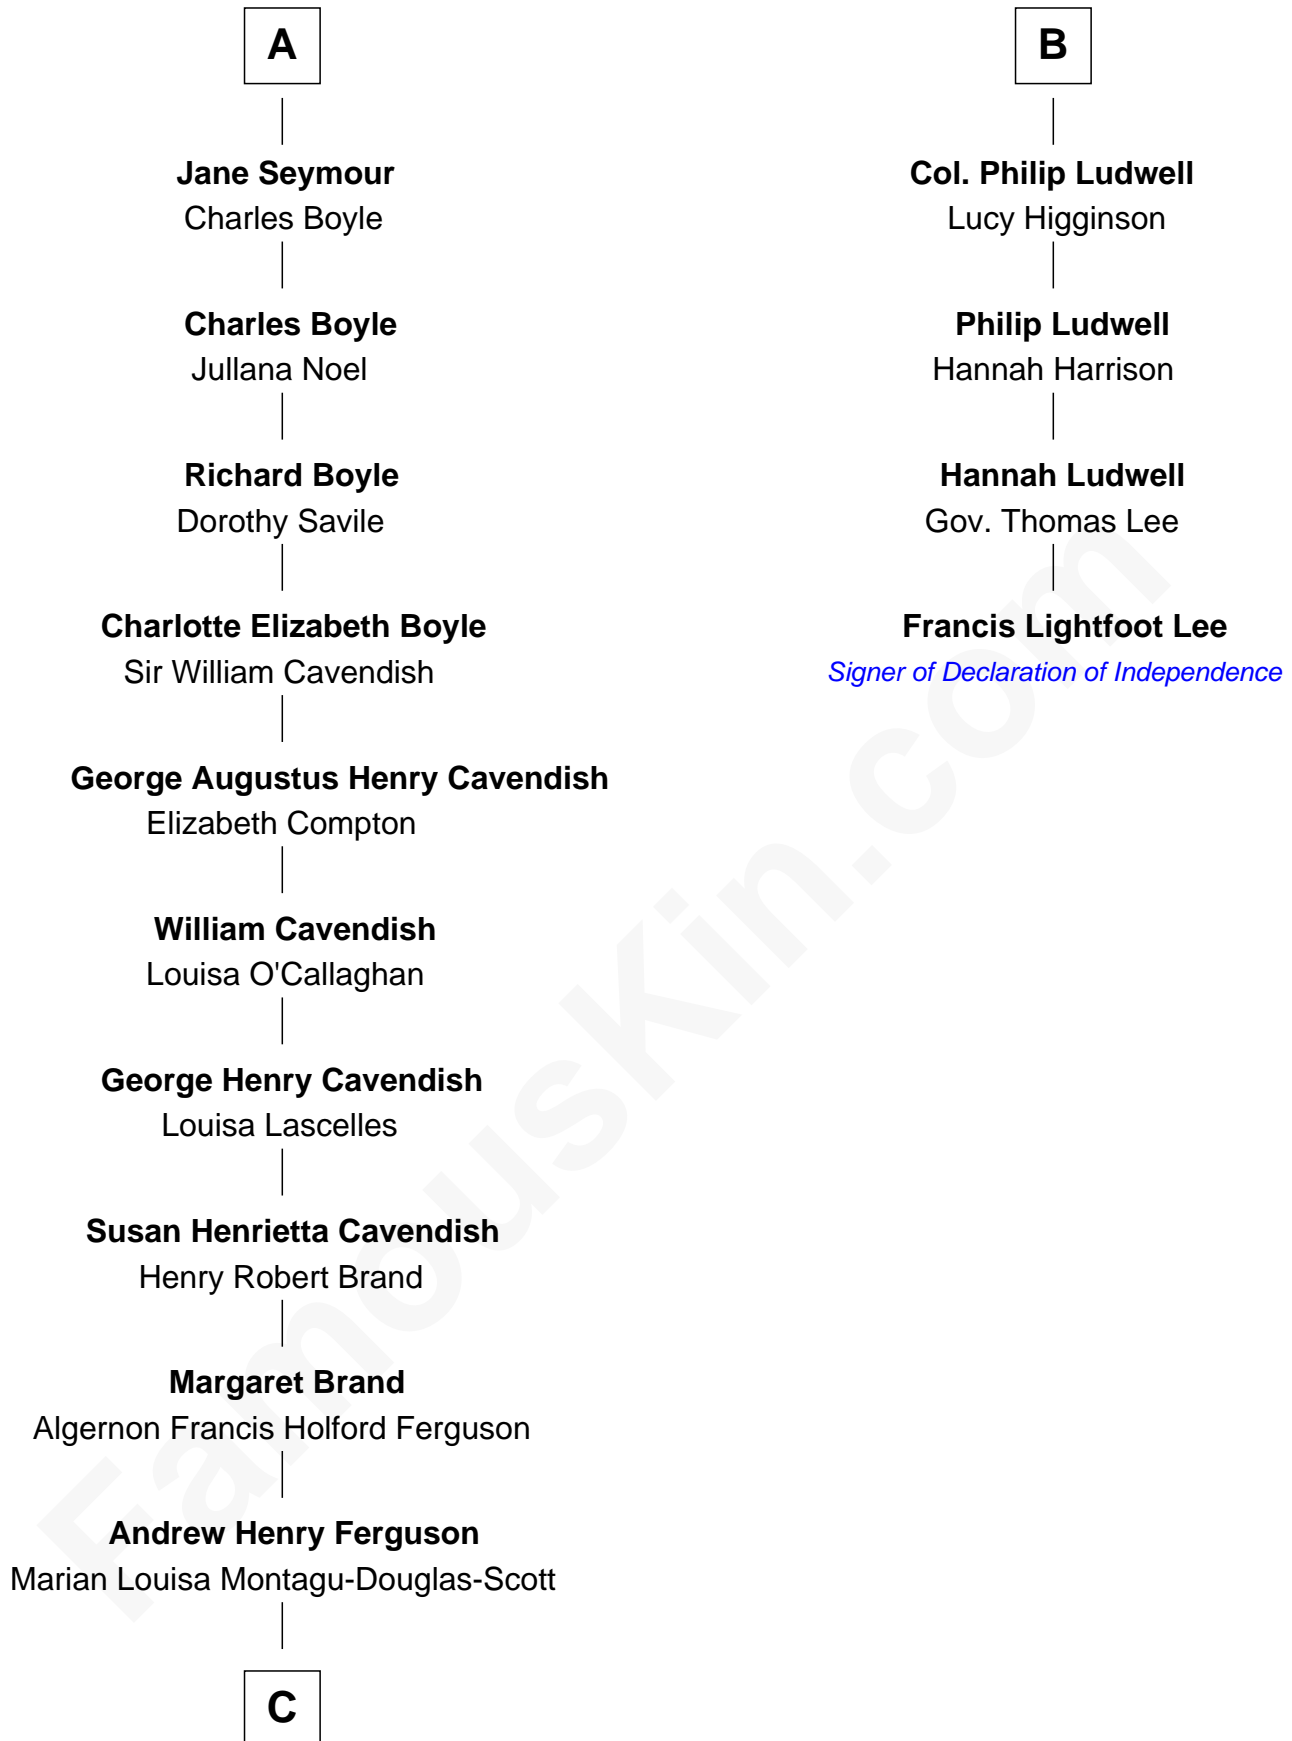 A
Jane Seymour
Charles Boyle
Charles Boyle
Jullana Noel
Richard Boyle
Dorothy Savile
Charlotte Elizabeth Boyle
Sir William Cavendish
George Augustus Henry Cavendish
Elizabeth Compton
William Cavendish
Louisa O'Callaghan
George Henry Cavendish
Louisa Lascelles
Susan Henrietta Cavendish
Henry Robert Brand
Margaret Brand
Algernon Francis Holford Ferguson
Andrew Henry Ferguson
Marian Louisa Montagu-Douglas-Scott
C
B
Col. Philip Ludwell
Lucy Higginson
Philip Ludwell
Hannah Harrison
Hannah Ludwell
Gov. Thomas Lee
Francis Lightfoot Lee
Signer of Declaration of Independence
FamousKin.com